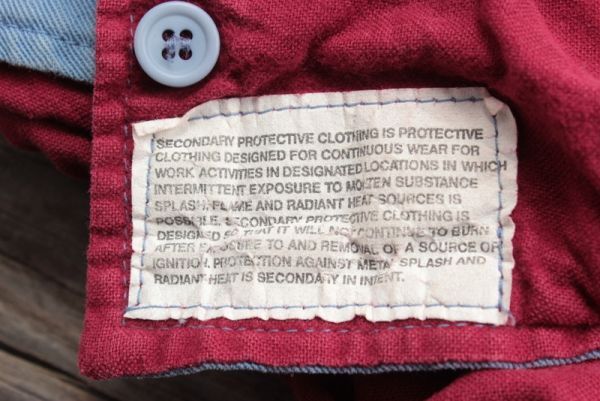 SECONDARY PROTECTIVE CLOTHING IS PROTECTIVE
CLOTHING DESIGNED FOR CONTINUOUS WEAR FOR
WORK ACTIVITIES IN DESIGNATED LOCATIONS IN WHICH
INTERMITTENT EXPOSURE TO MOLTEN SUBSTANCE
SPLASH, FLAME AND RADIANT HEAT SOURCES IS
POSSIBLE. SECONDARY PROTECTIVE CLOTHING IS
DESIGNED SO THAT IT WILL NOT CONTINUE TO BURN
AFTER EXPOSURE TO AND REMOVAL OF A SOURCE OF
IGNITION. PROTECTION AGAINST METAL SPLASH AND
RADIANT HEAT IS SECONDARY IN INTENT.